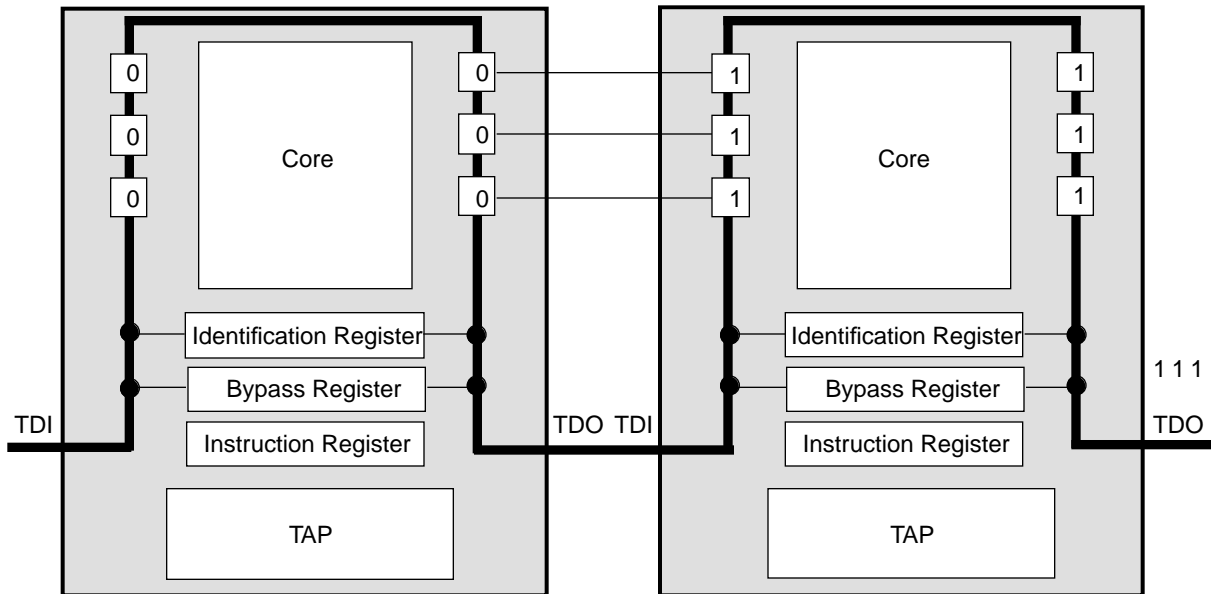 0 0 1 1
0 0 1 1
Core Core
0 0 1 1
Identification Register Identification Register
1 1 1
Bypass Register Bypass Register
TDI TDO TDI TDO
Instruction Register Instruction Register
TAP TAP